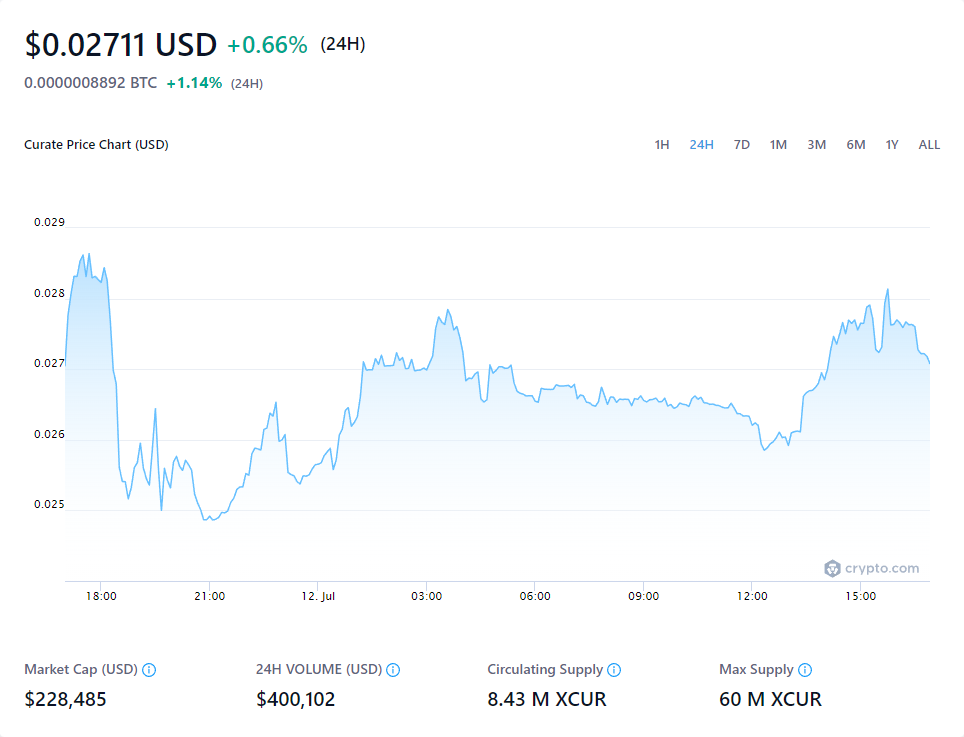 $0.02711 USD +0.66% (24H)
0.0000008892 BTC +1.14% (24H)
Curate Price Chart (USD)
1H 24H 7D 1M 3M 6M 1Y ALL
0.029
0.028
0.027
0.026
0.025
crypto.com
18:00 21:00 12. Jul 03:00 06:00 09:00 12:00 15:00
Market Cap (USD) 24H VOLUME (USD) Circulating Supply Max Supply
$228,485 $400,102 8.43 M XCUR 60 M XCUR